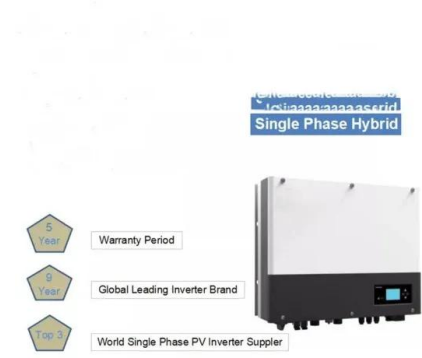 Single Phase Hybrid
5
Year
Warranty Period
9
Year
Global Leading Inverter Brand
Top 3
World Single Phase PV Inverter Suppler